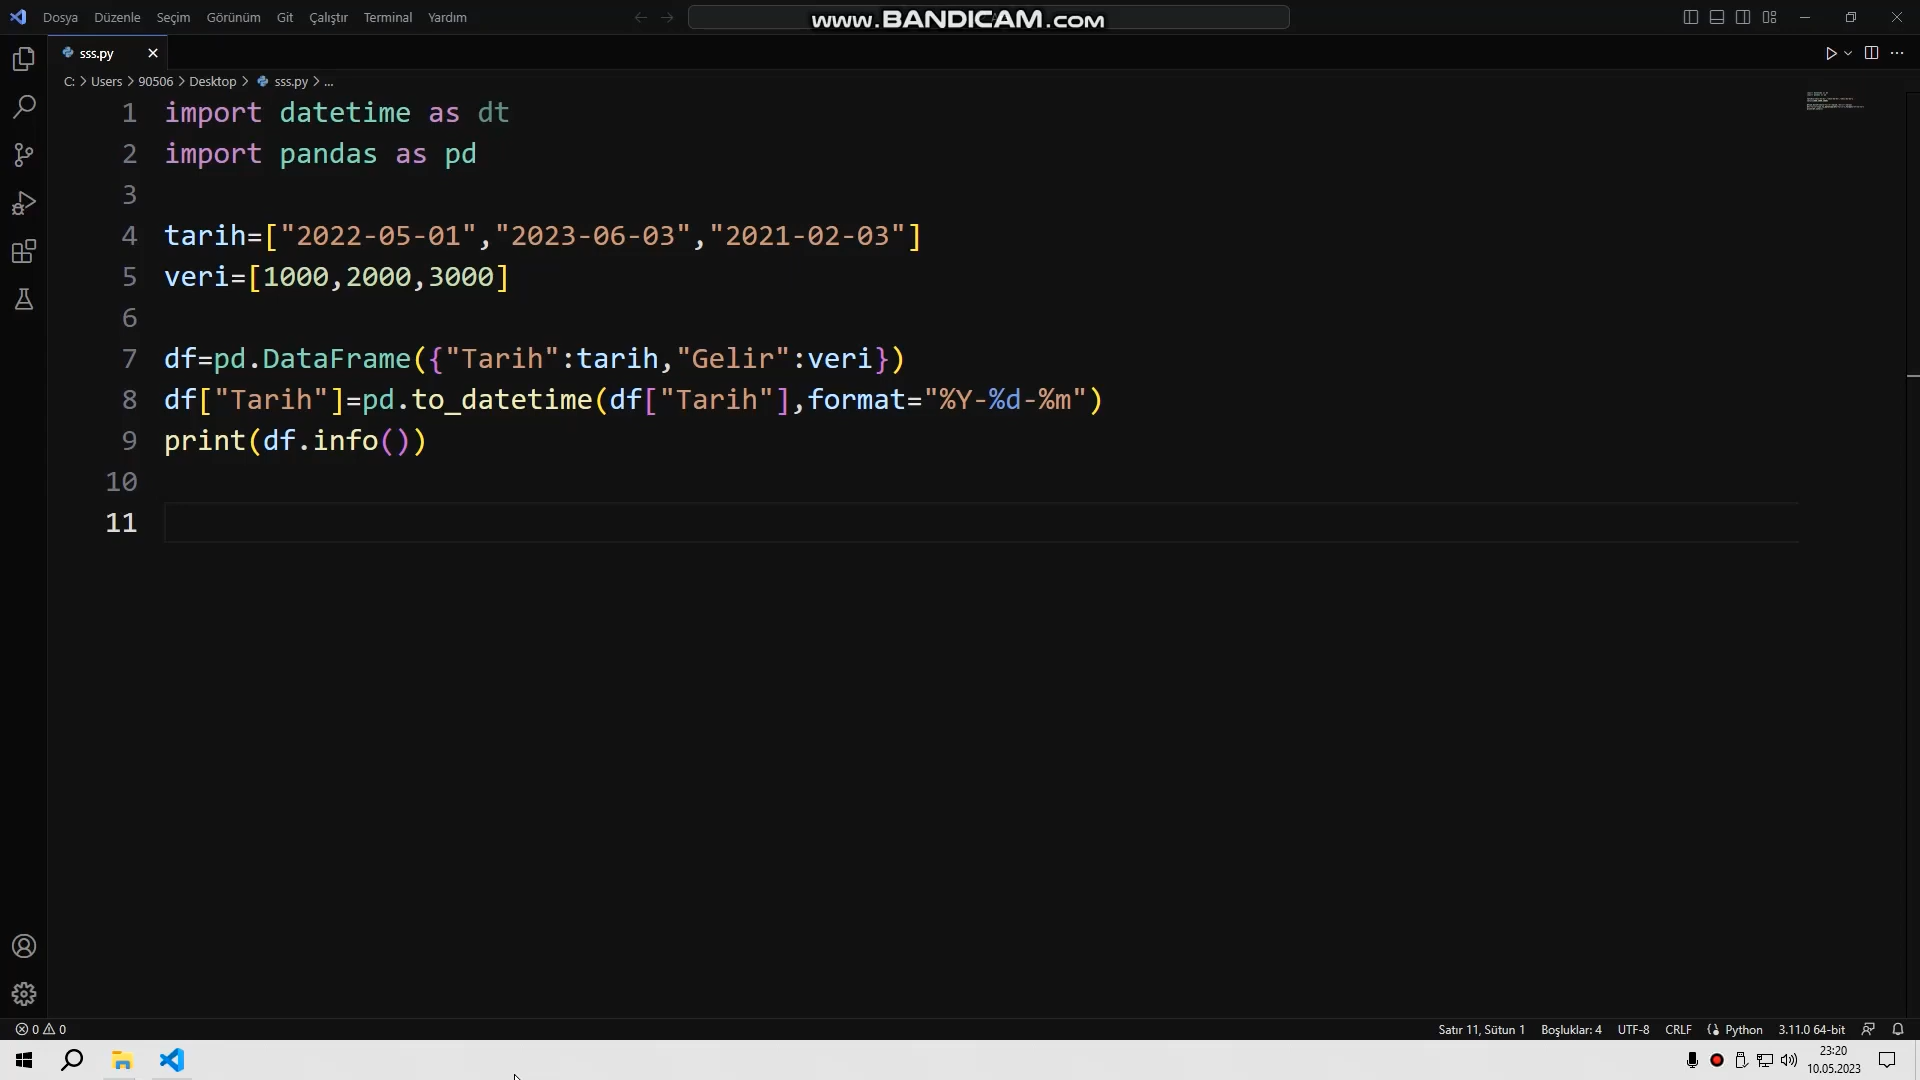 Dosya Düzenle Seçim Görünüm Git Çalıştır Terminal Yardım
www.BANDICAM.com
sss.py
C: > Users > 90506 > Desktop > sss.py > ...
1 import datetime as dt
2 import pandas as pd
3
4 tarih=["2022-05-01","2023-06-03","2021-02-03"]
5 veri=[1000,2000,3000]
6
7 df=pd.DataFrame({"Tarih":tarih,"Gelir":veri})
8 df["Tarih"]=pd.to_datetime(df["Tarih"],format="%Y-%d-%m")
9 print(df.info())
10
11
0 0 Satır 11, Sütun 1 Boşluklar: 4 UTF-8 CRLF Python 3.11.0 64-bit
23:20
10.05.2023